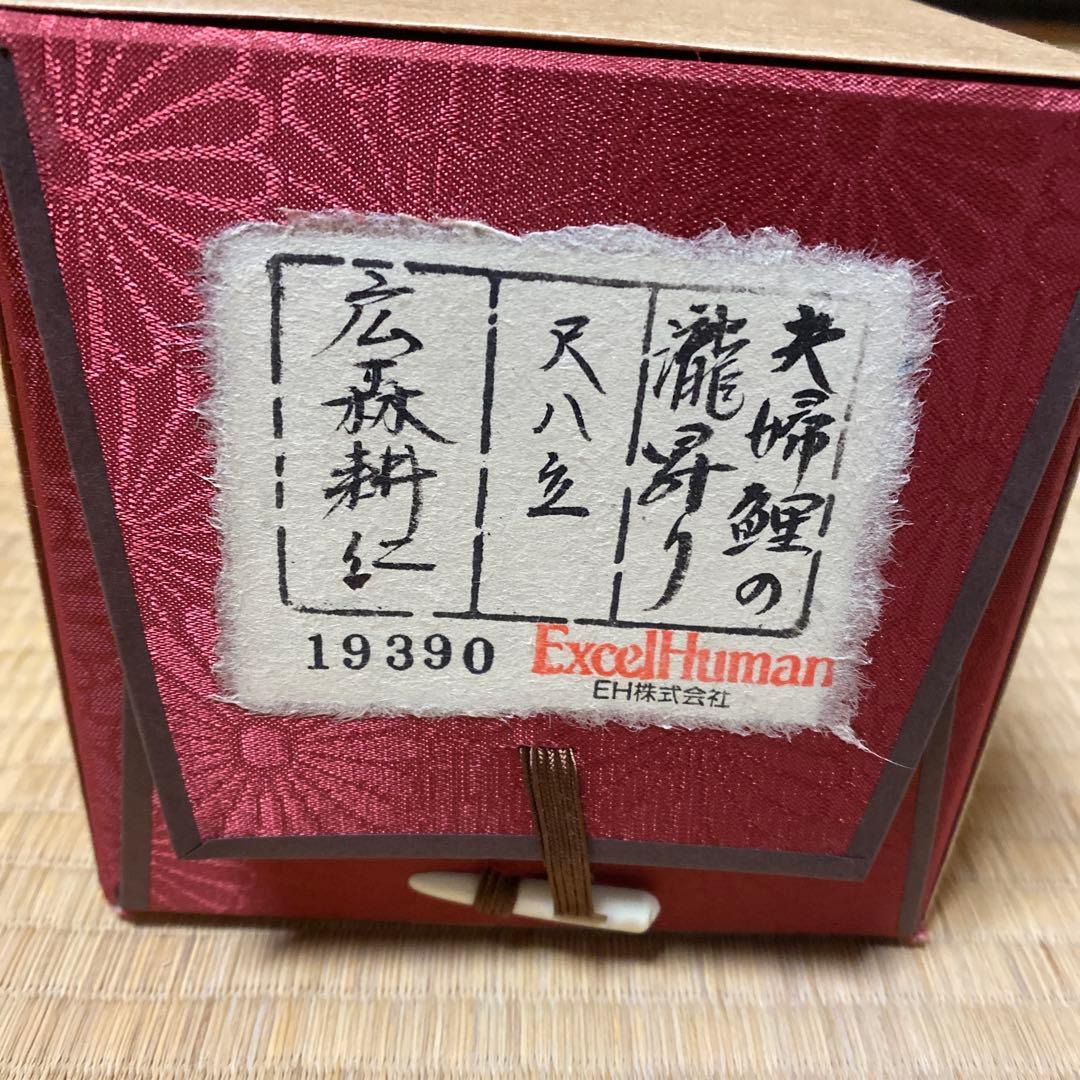 夫婦鯉の
瀧昇り
尺八立
広森耕仁
19390
ExcelHuman
EH株式会社